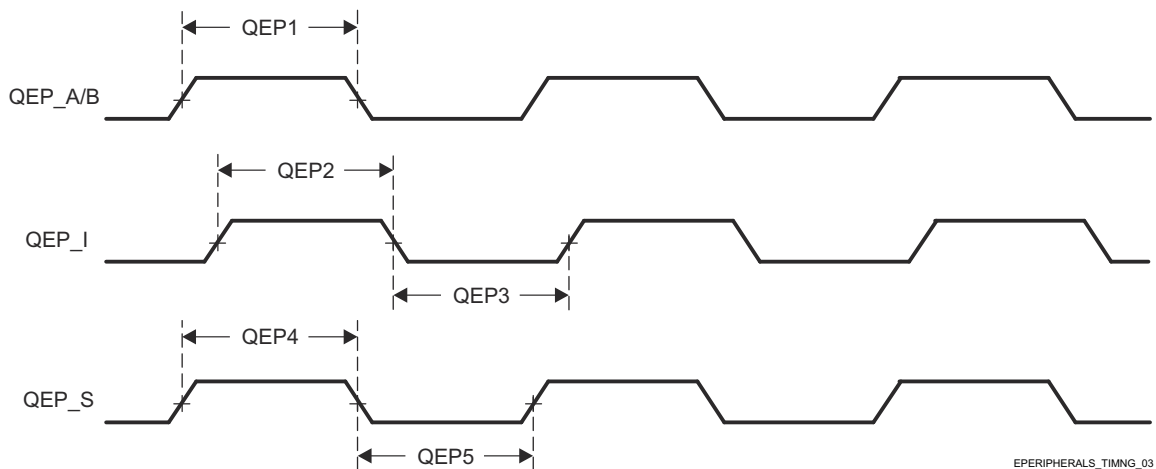 QEP1
QEP_A/B
QEP2
QEP_I
QEP3
QEP4
QEP_S
QEP5
EPERIPHERALS_TIMNG_03